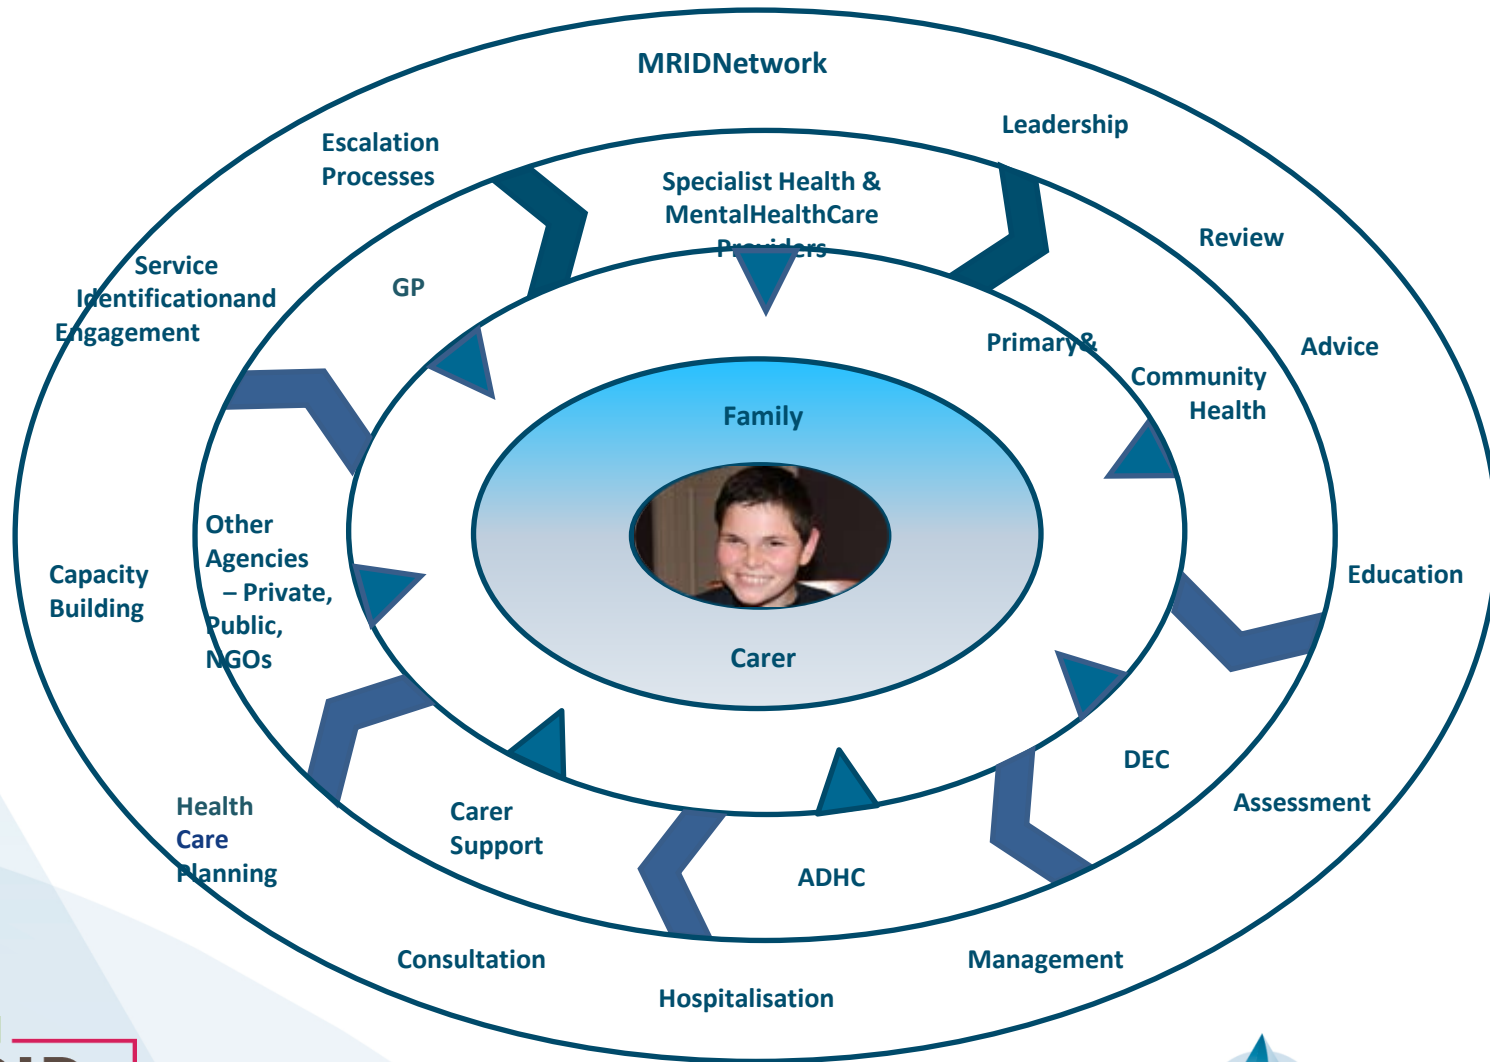 MRIDNetwork
Leadership
Escalation
Processes
Specialist Health &
MentalHealthCare
Providers
Review
Service
Identificationand
Engagement
GP
Primary&
Advice
Community
Health
Family
Other
Agencies
– Private,
Public,
NGOs
Capacity
Building
Education
Carer
DEC
Assessment
Health
Care
Planning
Carer
Support
ADHC
Consultation
Management
Hospitalisation